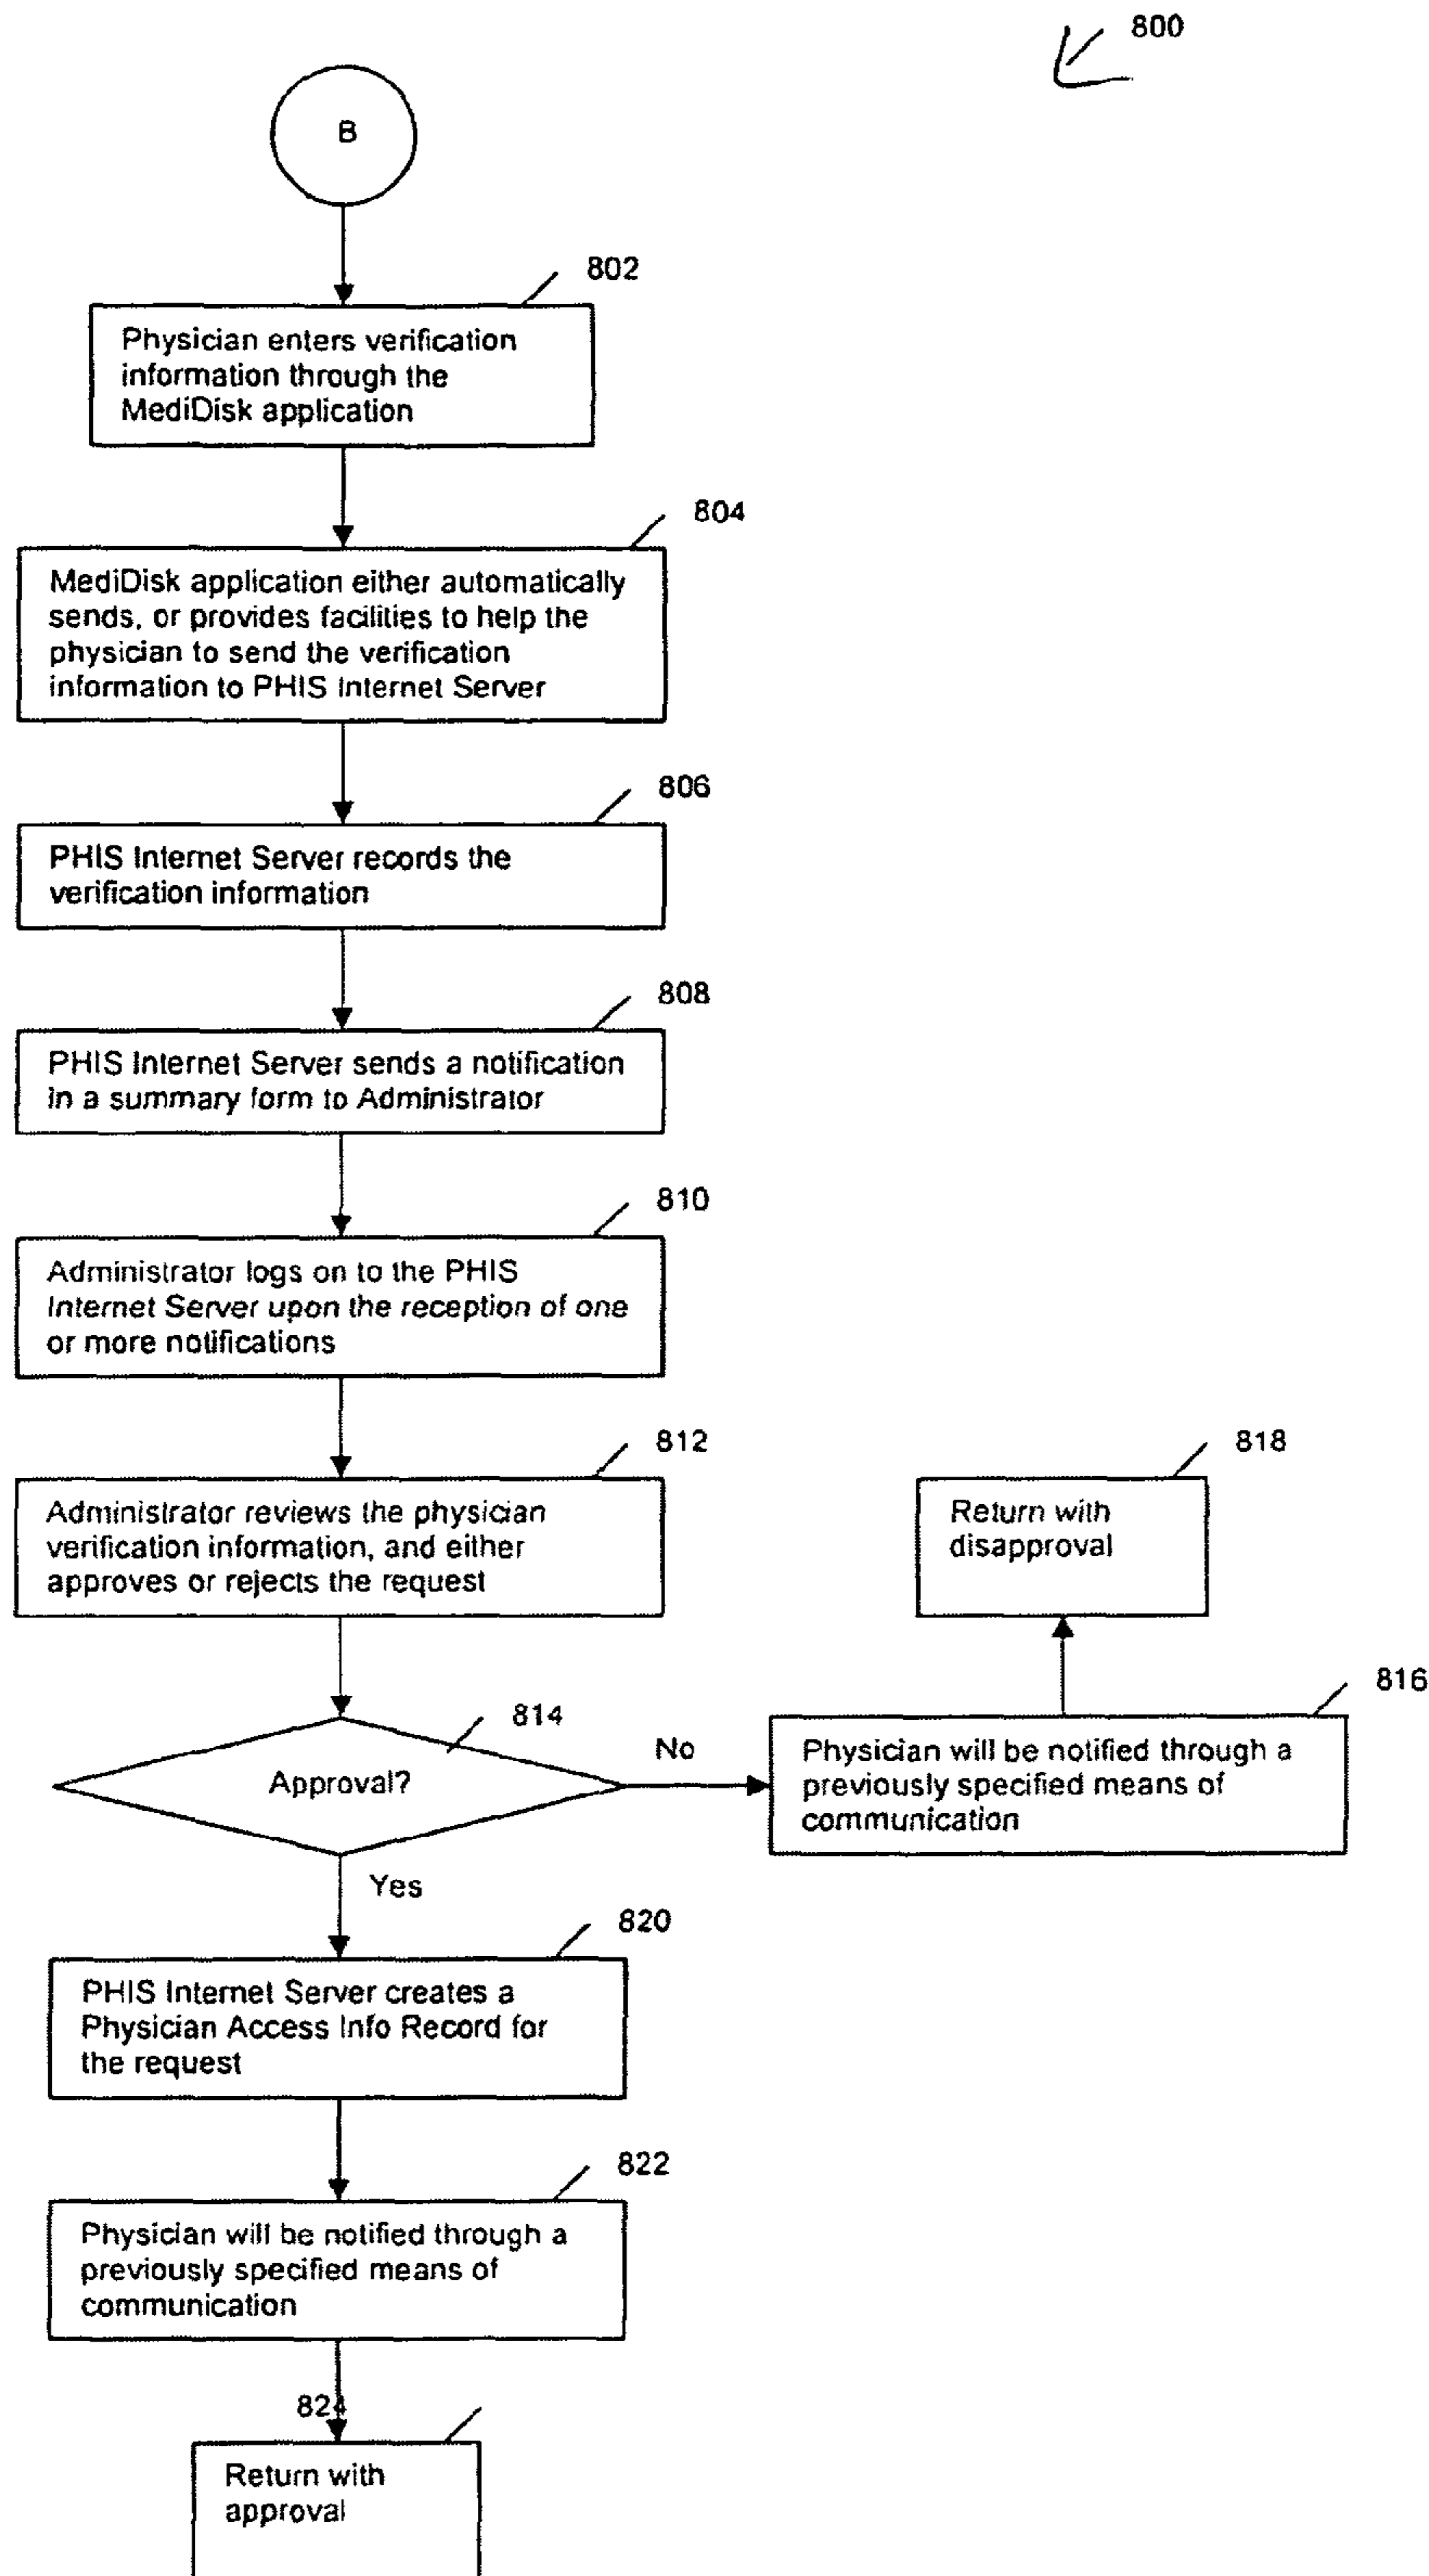 800
B
802
Physician enters verification
information through the
MediDisk application
804
MediDisk application either automatically
sends, or provides facilities to help the
physician to send the verification
information to PHIS Internet Server
806
PHIS Internet Server records the
verification information
808
PHIS Internet Server sends a notification
in a summary form to Administrator
810
Administrator logs on to the PHIS
Internet Server upon the reception of one
or more notifications
812
Administrator reviews the physician
verification information, and either
approves or rejects the request
818
Return with
disapproval
814
Approval?
No
816
Physician will be notified through a
previously specified means of
communication
Yes
820
PHIS Internet Server creates a
Physician Access Info Record for
the request
822
Physician will be notified through a
previously specified means of
communication
824
Return with
approval